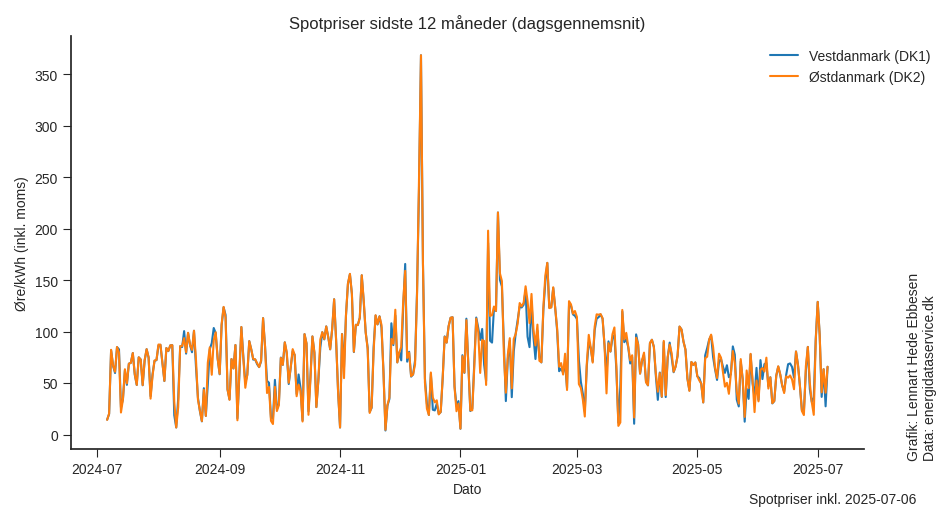 Spotpriser sidste 12 måneder (dagsgennemsnit)
Vestdanmark (DK1)
Østdanmark (DK2)
Øre/kWh (inkl. moms)
350
300
250
200
150
100
50
0
2024-07
2024-09
2024-11
2025-01
2025-03
2025-05
2025-07
Dato
Grafik: Lennart Hede Ebbesen
Data: energidataservice.dk
Spotpriser inkl. 2025-07-06